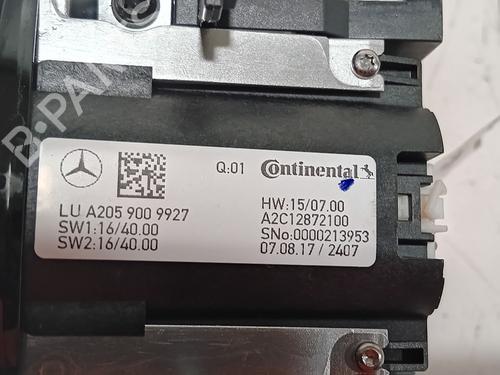 B-PARTS
Q:01 Continental
LU A205 900 9927
SW1:16/40.00
SW2:16/40.00
HW:15/07.00
A2C12872100
SNo:0000213953
07.08.17 / 2407